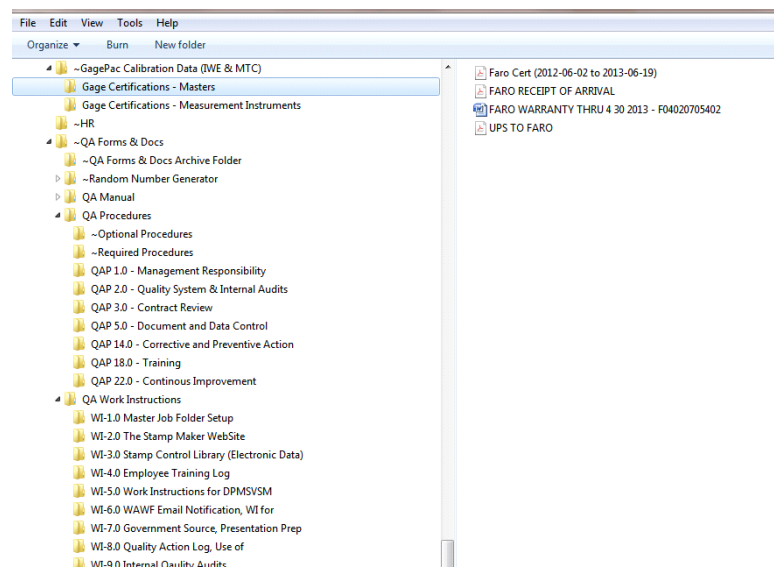 File Edit View Tools Help
Organize Burn New folder
~GagePac Calibration Data (IWE & MTC)
Gage Certifications - Masters
Gage Certifications - Measurement Instruments
~HR
~QA Forms & Docs
~QA Forms & Docs Archive Folder
~Random Number Generator
QA Manual
QA Procedures
~Optional Procedures
~Required Procedures
QAP 1.0 - Management Responsibility
QAP 2.0 - Quality System & Internal Audits
QAP 3.0 - Contract Review
QAP 5.0 - Document and Data Control
QAP 14.0 - Corrective and Preventive Action
QAP 18.0 - Training
QAP 22.0 - Continous Improvement
QA Work Instructions
WI-1.0 Master Job Folder Setup
WI-2.0 The Stamp Maker WebSite
WI-3.0 Stamp Control Library (Electronic Data)
WI-4.0 Employee Training Log
WI-5.0 Work Instructions for DPMSVSM
WI-6.0 WAWF Email Notification, WI for
WI-7.0 Government Source, Presentation Prep
WI-8.0 Quality Action Log, Use of
WI-9.0 Internal Qaulity Audits
Faro Cert (2012-06-02 to 2013-06-19)
FARO RECEIPT OF ARRIVAL
FARO WARRANTY THRU 4 30 2013 - F04020705402
UPS TO FARO